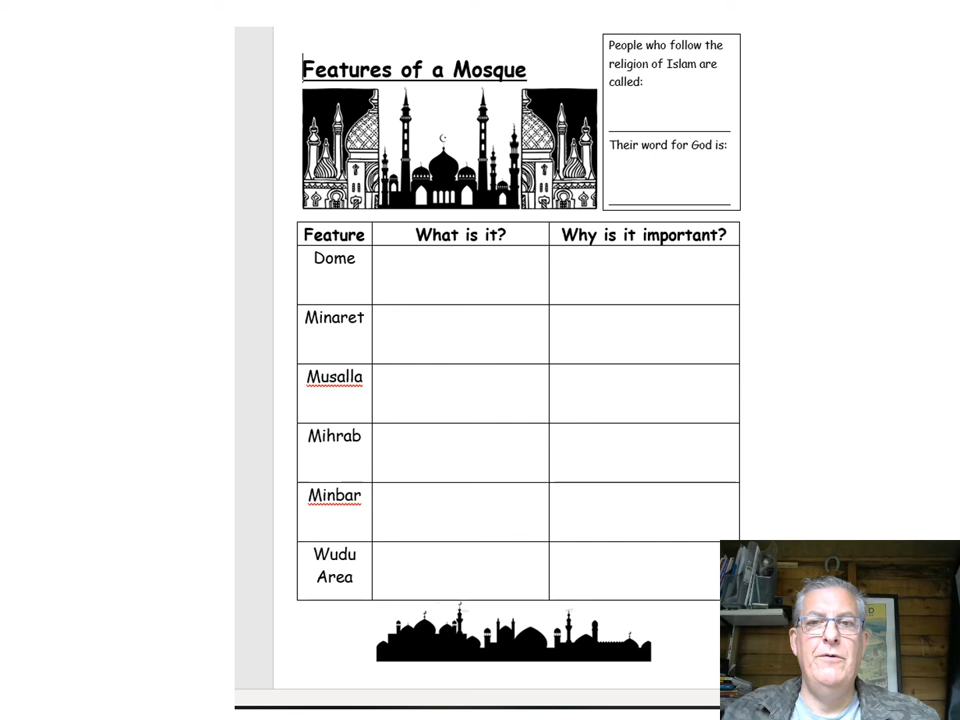 Features of a Mosque
People who follow the
religion of Islam are
called:
Their word for God is:
Feature What is it? Why is it important?
Dome
Minaret
Musalla
Mihrab
Minbar
Wudu
Area